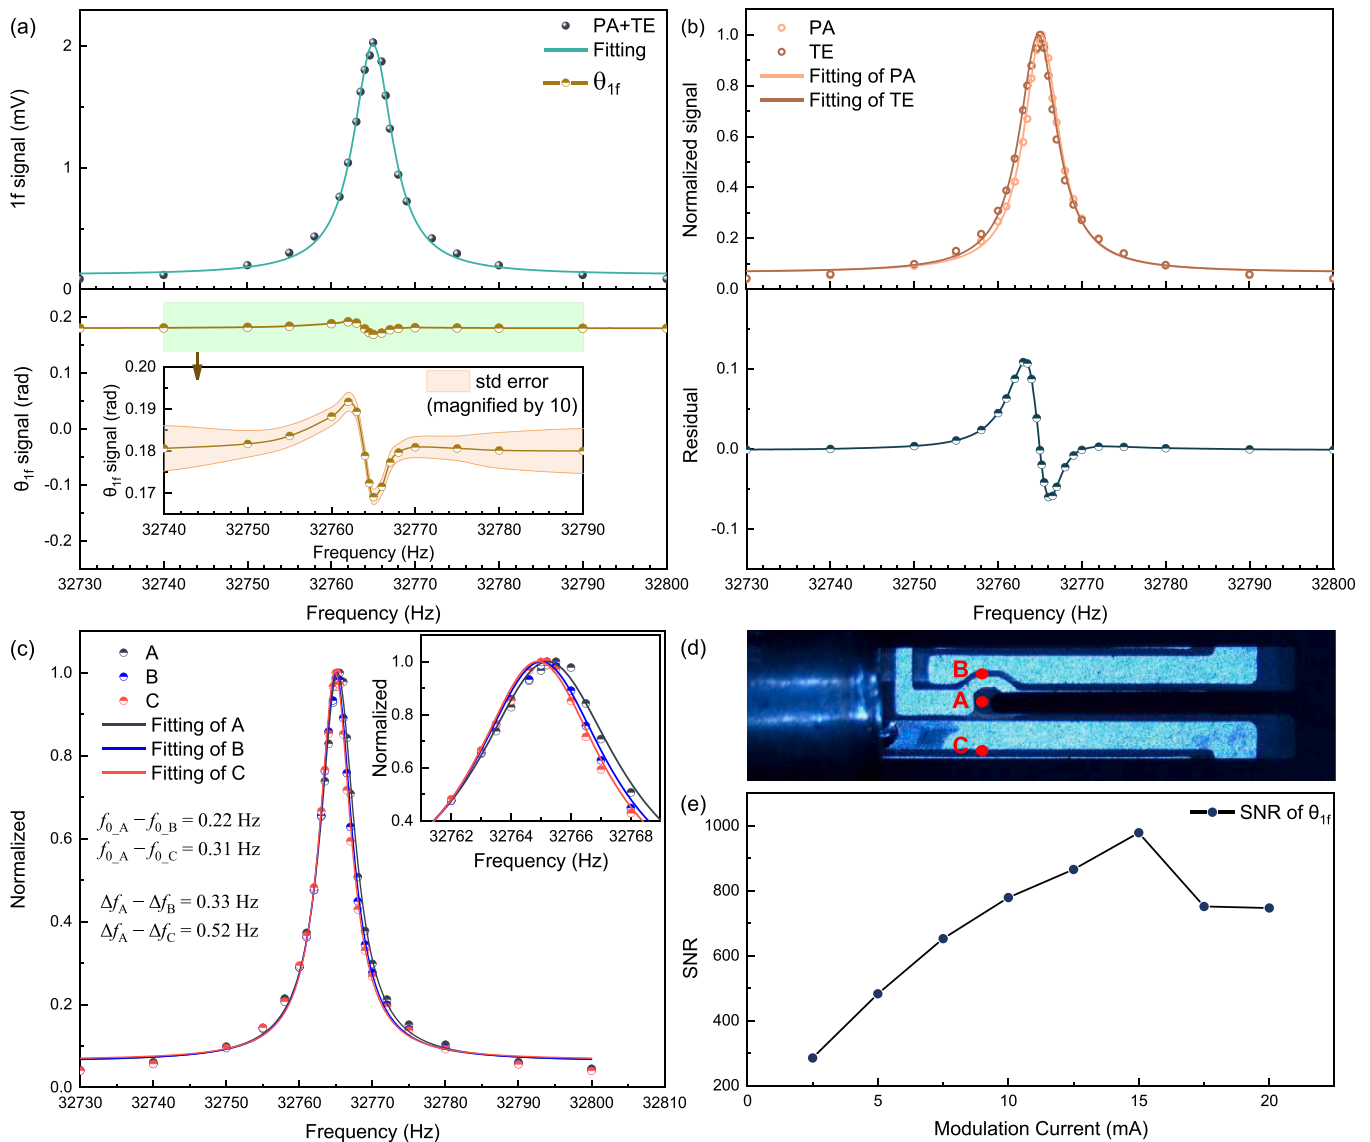 (a)
PA+TE
Fitting
θ1f
2
1
0
1f signal (mV)
0.2
0.1
0.0
-0.1
-0.2
θ1f signal (rad)
0.20
0.19
0.18
0.17
θ1f signal (rad)
std error
(magnified by 10)
32740 32750 32760 32770 32780 32790
Frequency (Hz)
32730 32740 32750 32760 32770 32780 32790 32800
Frequency (Hz)
(b)
PA
TE
Fitting of PA
Fitting of TE
1.0
0.8
0.6
0.4
0.2
0.0
Normalized signal
0.1
0.0
-0.1
Residual
32730 32740 32750 32760 32770 32780 32790 32800
Frequency (Hz)
(c)
A
B
C
Fitting of A
Fitting of B
Fitting of C
f0_A − f0_B = 0.22 Hz
f0_A − f0_C = 0.31 Hz
ΔfA − ΔfB = 0.33 Hz
ΔfA − ΔfC = 0.52 Hz
1.0
0.8
0.6
0.4
0.2
0.0
Normalized
1.0
0.8
0.6
0.4
Normalized
32762 32764 32766 32768
Frequency (Hz)
32730 32740 32750 32760 32770 32780 32790 32800 32810
Frequency (Hz)
(d)
B
A
C
(e)
SNR of θ1f
1000
800
600
400
200
SNR
0 5 10 15 20
Modulation Current (mA)